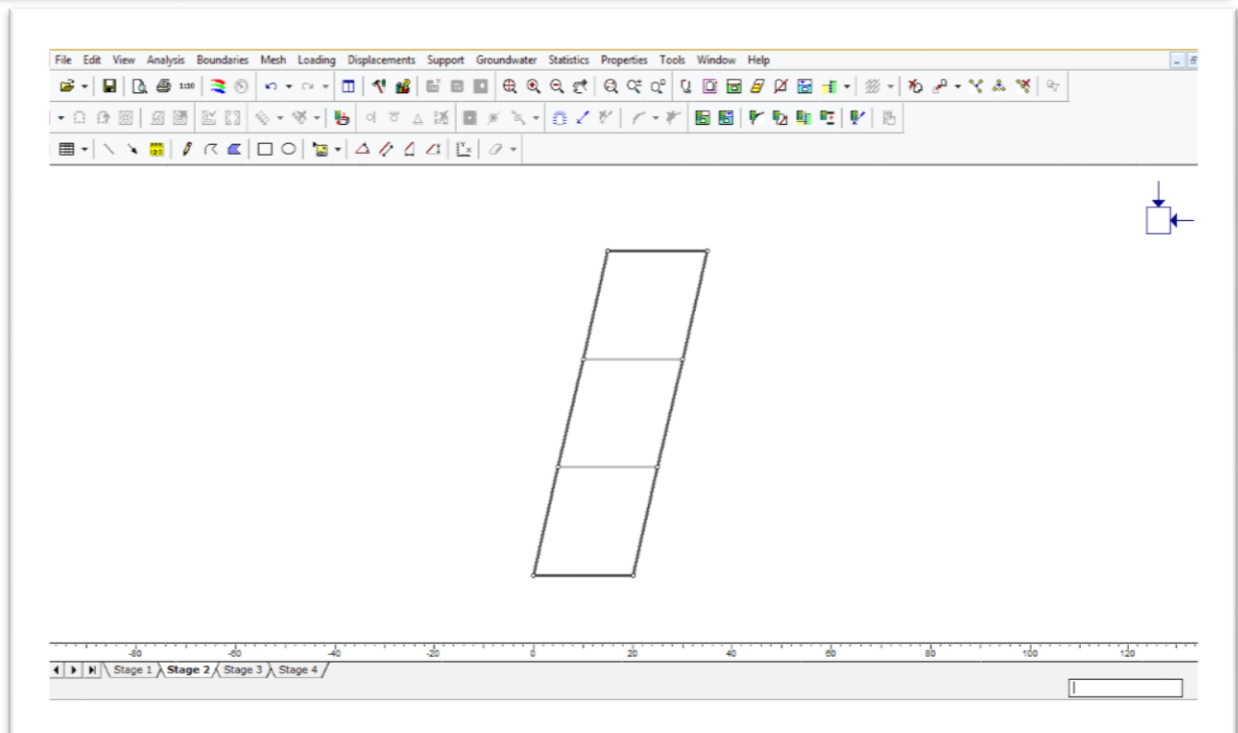 File Edit View Analysis Boundaries Mesh Loading Displacements Support Groundwater Statistics Properties Tools Window Help
1:10
-80 -60 -40 -20 0 20 40 60 80 100 120
Stage 1 Stage 2 Stage 3 Stage 4